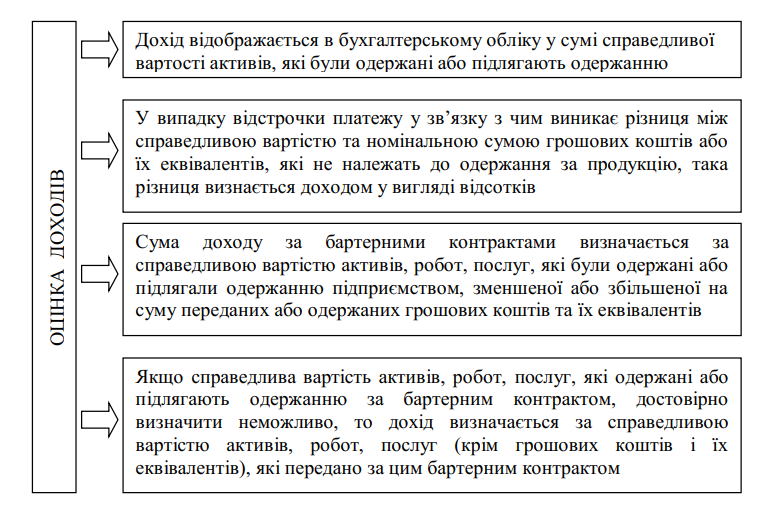 ОЦІНКА ДОХОДІВ
Дохід відображається в бухгалтерському обліку у сумі справедливої
вартості активів, які були одержані або підлягають одержанню
У випадку відстрочки платежу у зв’язку з чим виникає різниця між
справедливою вартістю та номінальною сумою грошових коштів або
їх еквівалентів, які не належать до одержання за продукцію, така
різниця визнається доходом у вигляді відсотків
Сума доходу за бартерними контрактами визначається за
справедливою вартістю активів, робот, послуг, які були одержані або
підлягали одержанню підприємством, зменшеної або збільшеної на
суму переданих або одержаних грошових коштів та їх еквівалентів
Якщо справедлива вартість активів, робот, послуг, які одержані або
підлягають одержанню за бартерним контрактом, достовірно
визначити неможливо, то дохід визначається за справедливою
вартістю активів, робот, послуг (крім грошових коштів і їх
еквівалентів), які передано за цим бартерним контрактом